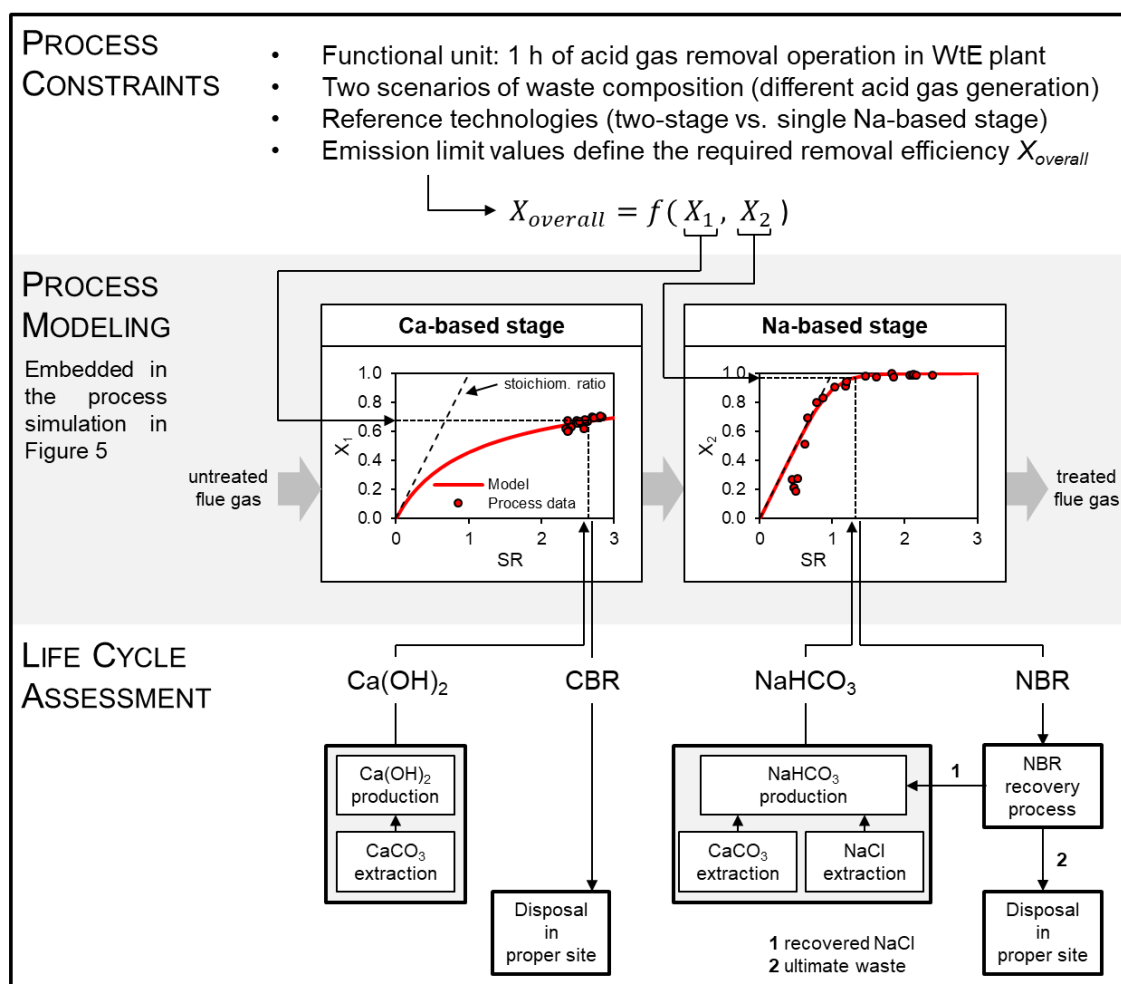 PROCESS
CONSTRAINTS
• Functional unit: 1 h of acid gas removal operation in WtE plant
• Two scenarios of waste composition (different acid gas generation)
• Reference technologies (two-stage vs. single Na-based stage)
• Emission limit values define the required removal efficiency X_overall
X_overall = f( X₁ , X₂ )
PROCESS
MODELING
Embedded in
the process
simulation in
Figure 5
untreated
flue gas
Ca-based stage
1.0
0.8
0.6
0.4
0.2
0.0
X₁
stoichiom. ratio
Model
Process data
0 1 2 3
SR
Na-based stage
1.0
0.8
0.6
0.4
0.2
0.0
X₂
0 1 2 3
SR
treated
flue gas
LIFE CYCLE
ASSESSMENT
Ca(OH)₂
CBR
NaHCO₃
NBR
Ca(OH)₂
production
CaCO₃
extraction
Disposal
in
proper site
NaHCO₃
production
CaCO₃
extraction
NaCl
extraction
1
NBR
recovery
process
2
Disposal
in
proper site
1 recovered NaCl
2 ultimate waste